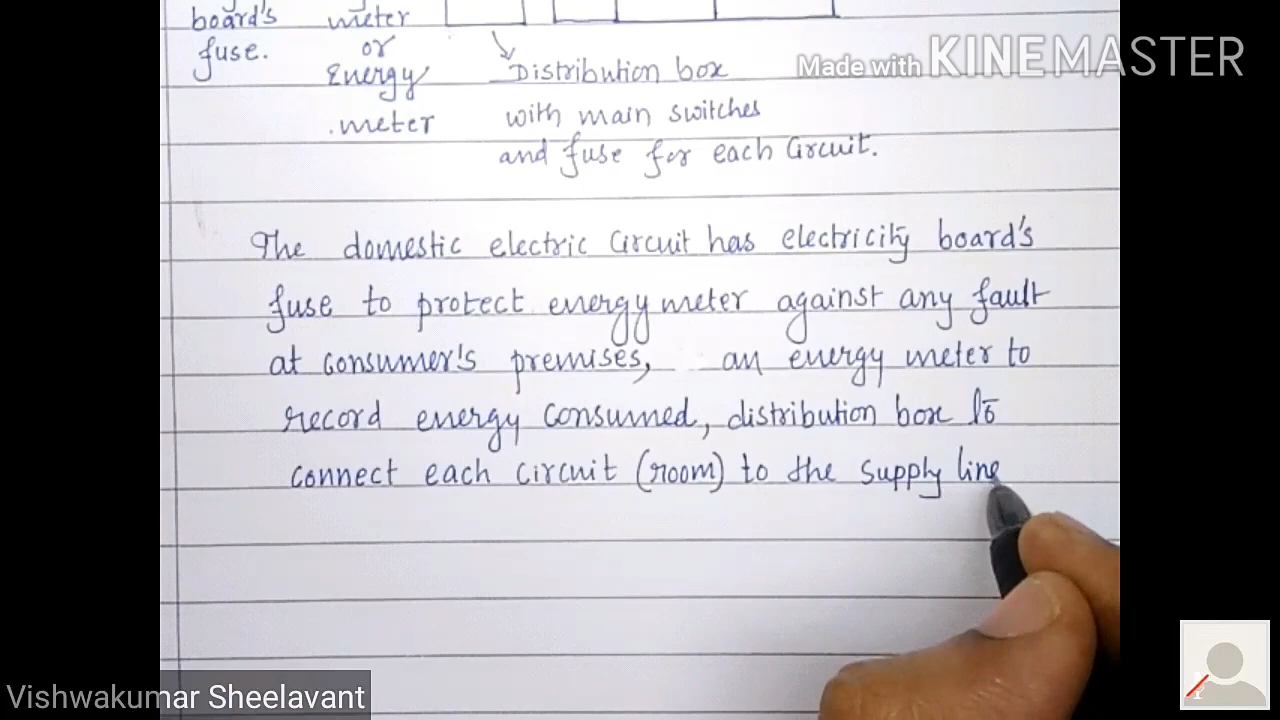 board's
fuse.
meter
or
Energy
meter
Distribution box
with main switches
and fuse for each Circuit.
Made with KINEMASTER
The domestic electric Circuit has electricity board's
fuse to protect energy meter against any fault
at consumer's premises, an energy meter to
record energy consumed, distribution box to
connect each circuit (room) to the supply line
Vishwakumar Sheelavant